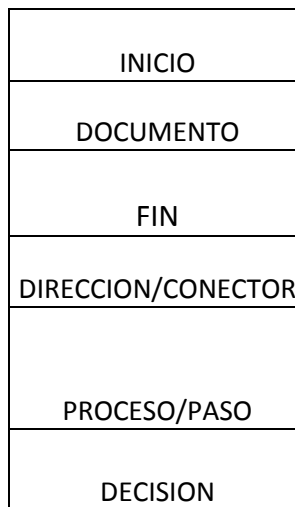 INICIO
DOCUMENTO
FIN
DIRECCION/CONECTOR
PROCESO/PASO
DECISION